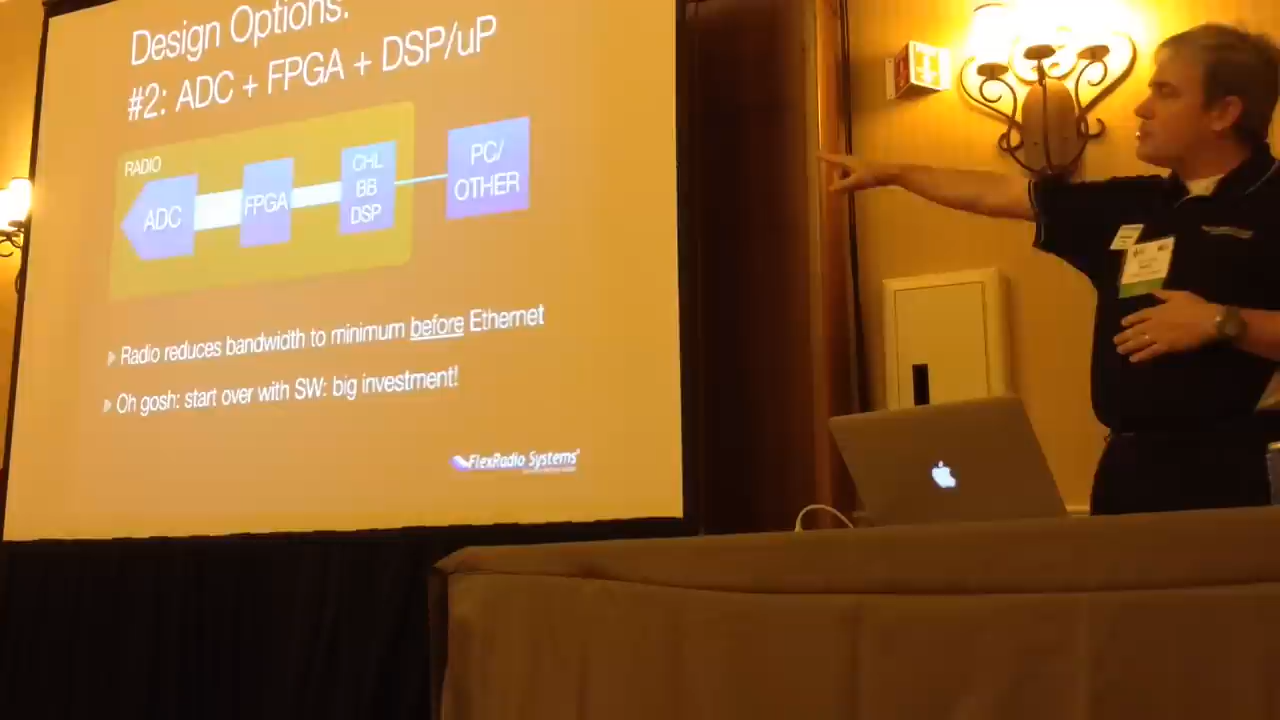 Design Options:
#2: ADC + FPGA + DSP/uP
RADIO
ADC
FPGA
CHL
BB
DSP
PC/
OTHER
Radio reduces bandwidth to minimum before Ethernet
Oh gosh: start over with SW: big investment!
FlexRadio Systems